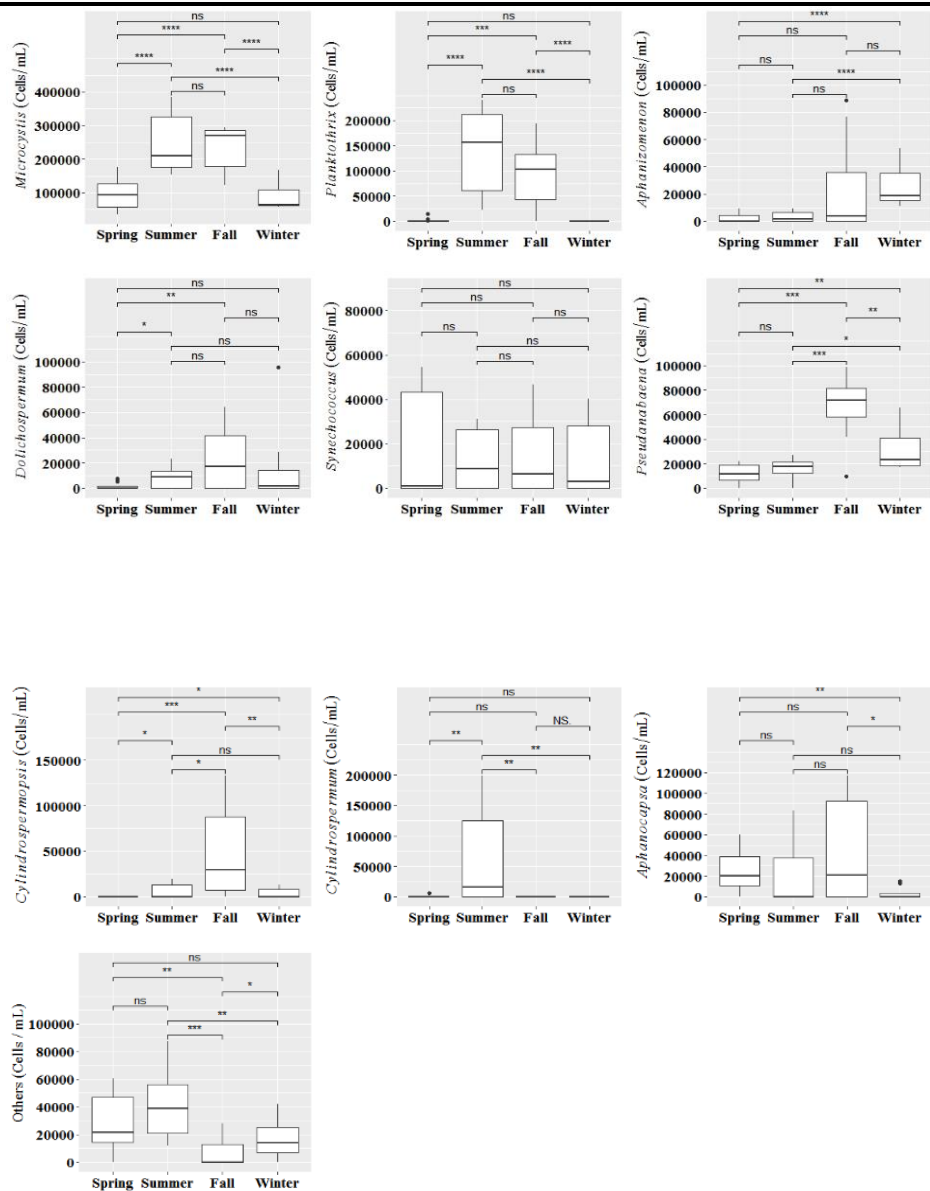 ns
****
****
****
****
ns
Microcystis (Cells/mL)
400000
300000
200000
100000
Spring Summer Fall Winter
ns
***
****
****
****
ns
Planktothrix (Cells/mL)
200000
150000
100000
50000
0
Spring Summer Fall Winter
****
ns
ns
ns
****
ns
Aphanizomenon (Cells/mL)
100000
80000
60000
40000
20000
0
Spring Summer Fall Winter
ns
**
ns
*
ns
ns
Dolichospermum (Cells/mL)
100000
80000
60000
40000
20000
0
Spring Summer Fall Winter
ns
ns
ns
ns
ns
ns
Synechococcus (Cells/mL)
80000
60000
40000
20000
0
Spring Summer Fall Winter
**
***
**
ns
*
***
Pseudanabaena (Cells/mL)
100000
80000
60000
40000
20000
0
Spring Summer Fall Winter
*
***
**
*
ns
*
Cylindrospermopsis (Cells/mL)
150000
100000
50000
0
Spring Summer Fall Winter
ns
ns
NS.
**
**
**
Cylindrospermum (Cells/mL)
200000
150000
100000
50000
0
Spring Summer Fall Winter
**
ns
*
ns
ns
ns
Aphanocapsa (Cells/mL)
120000
100000
80000
60000
40000
20000
0
Spring Summer Fall Winter
ns
**
*
ns
**
***
Others (Cells / mL)
100000
80000
60000
40000
20000
0
Spring Summer Fall Winter